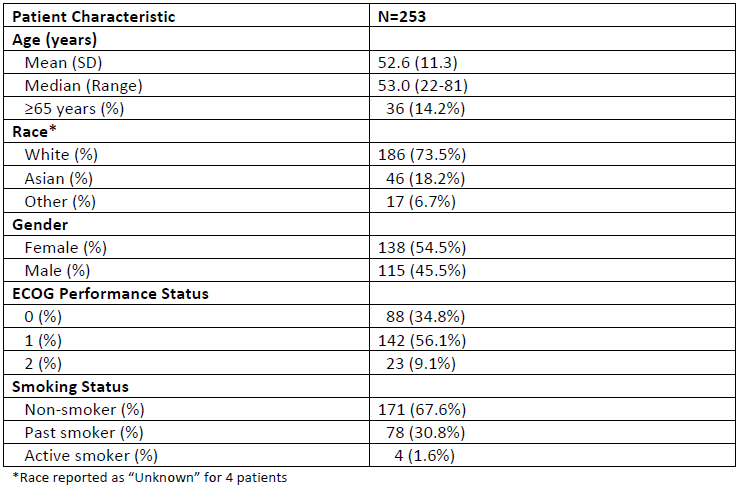 Patient Characteristic N=253
Age (years)
Mean (SD) 52.6 (11.3)
Median (Range) 53.0 (22-81)
≥65 years (%) 36 (14.2%)
Race*
White (%) 186 (73.5%)
Asian (%) 46 (18.2%)
Other (%) 17 (6.7%)
Gender
Female (%) 138 (54.5%)
Male (%) 115 (45.5%)
ECOG Performance Status
0 (%) 88 (34.8%)
1 (%) 142 (56.1%)
2 (%) 23 (9.1%)
Smoking Status
Non-smoker (%) 171 (67.6%)
Past smoker (%) 78 (30.8%)
Active smoker (%) 4 (1.6%)
*Race reported as “Unknown” for 4 patients